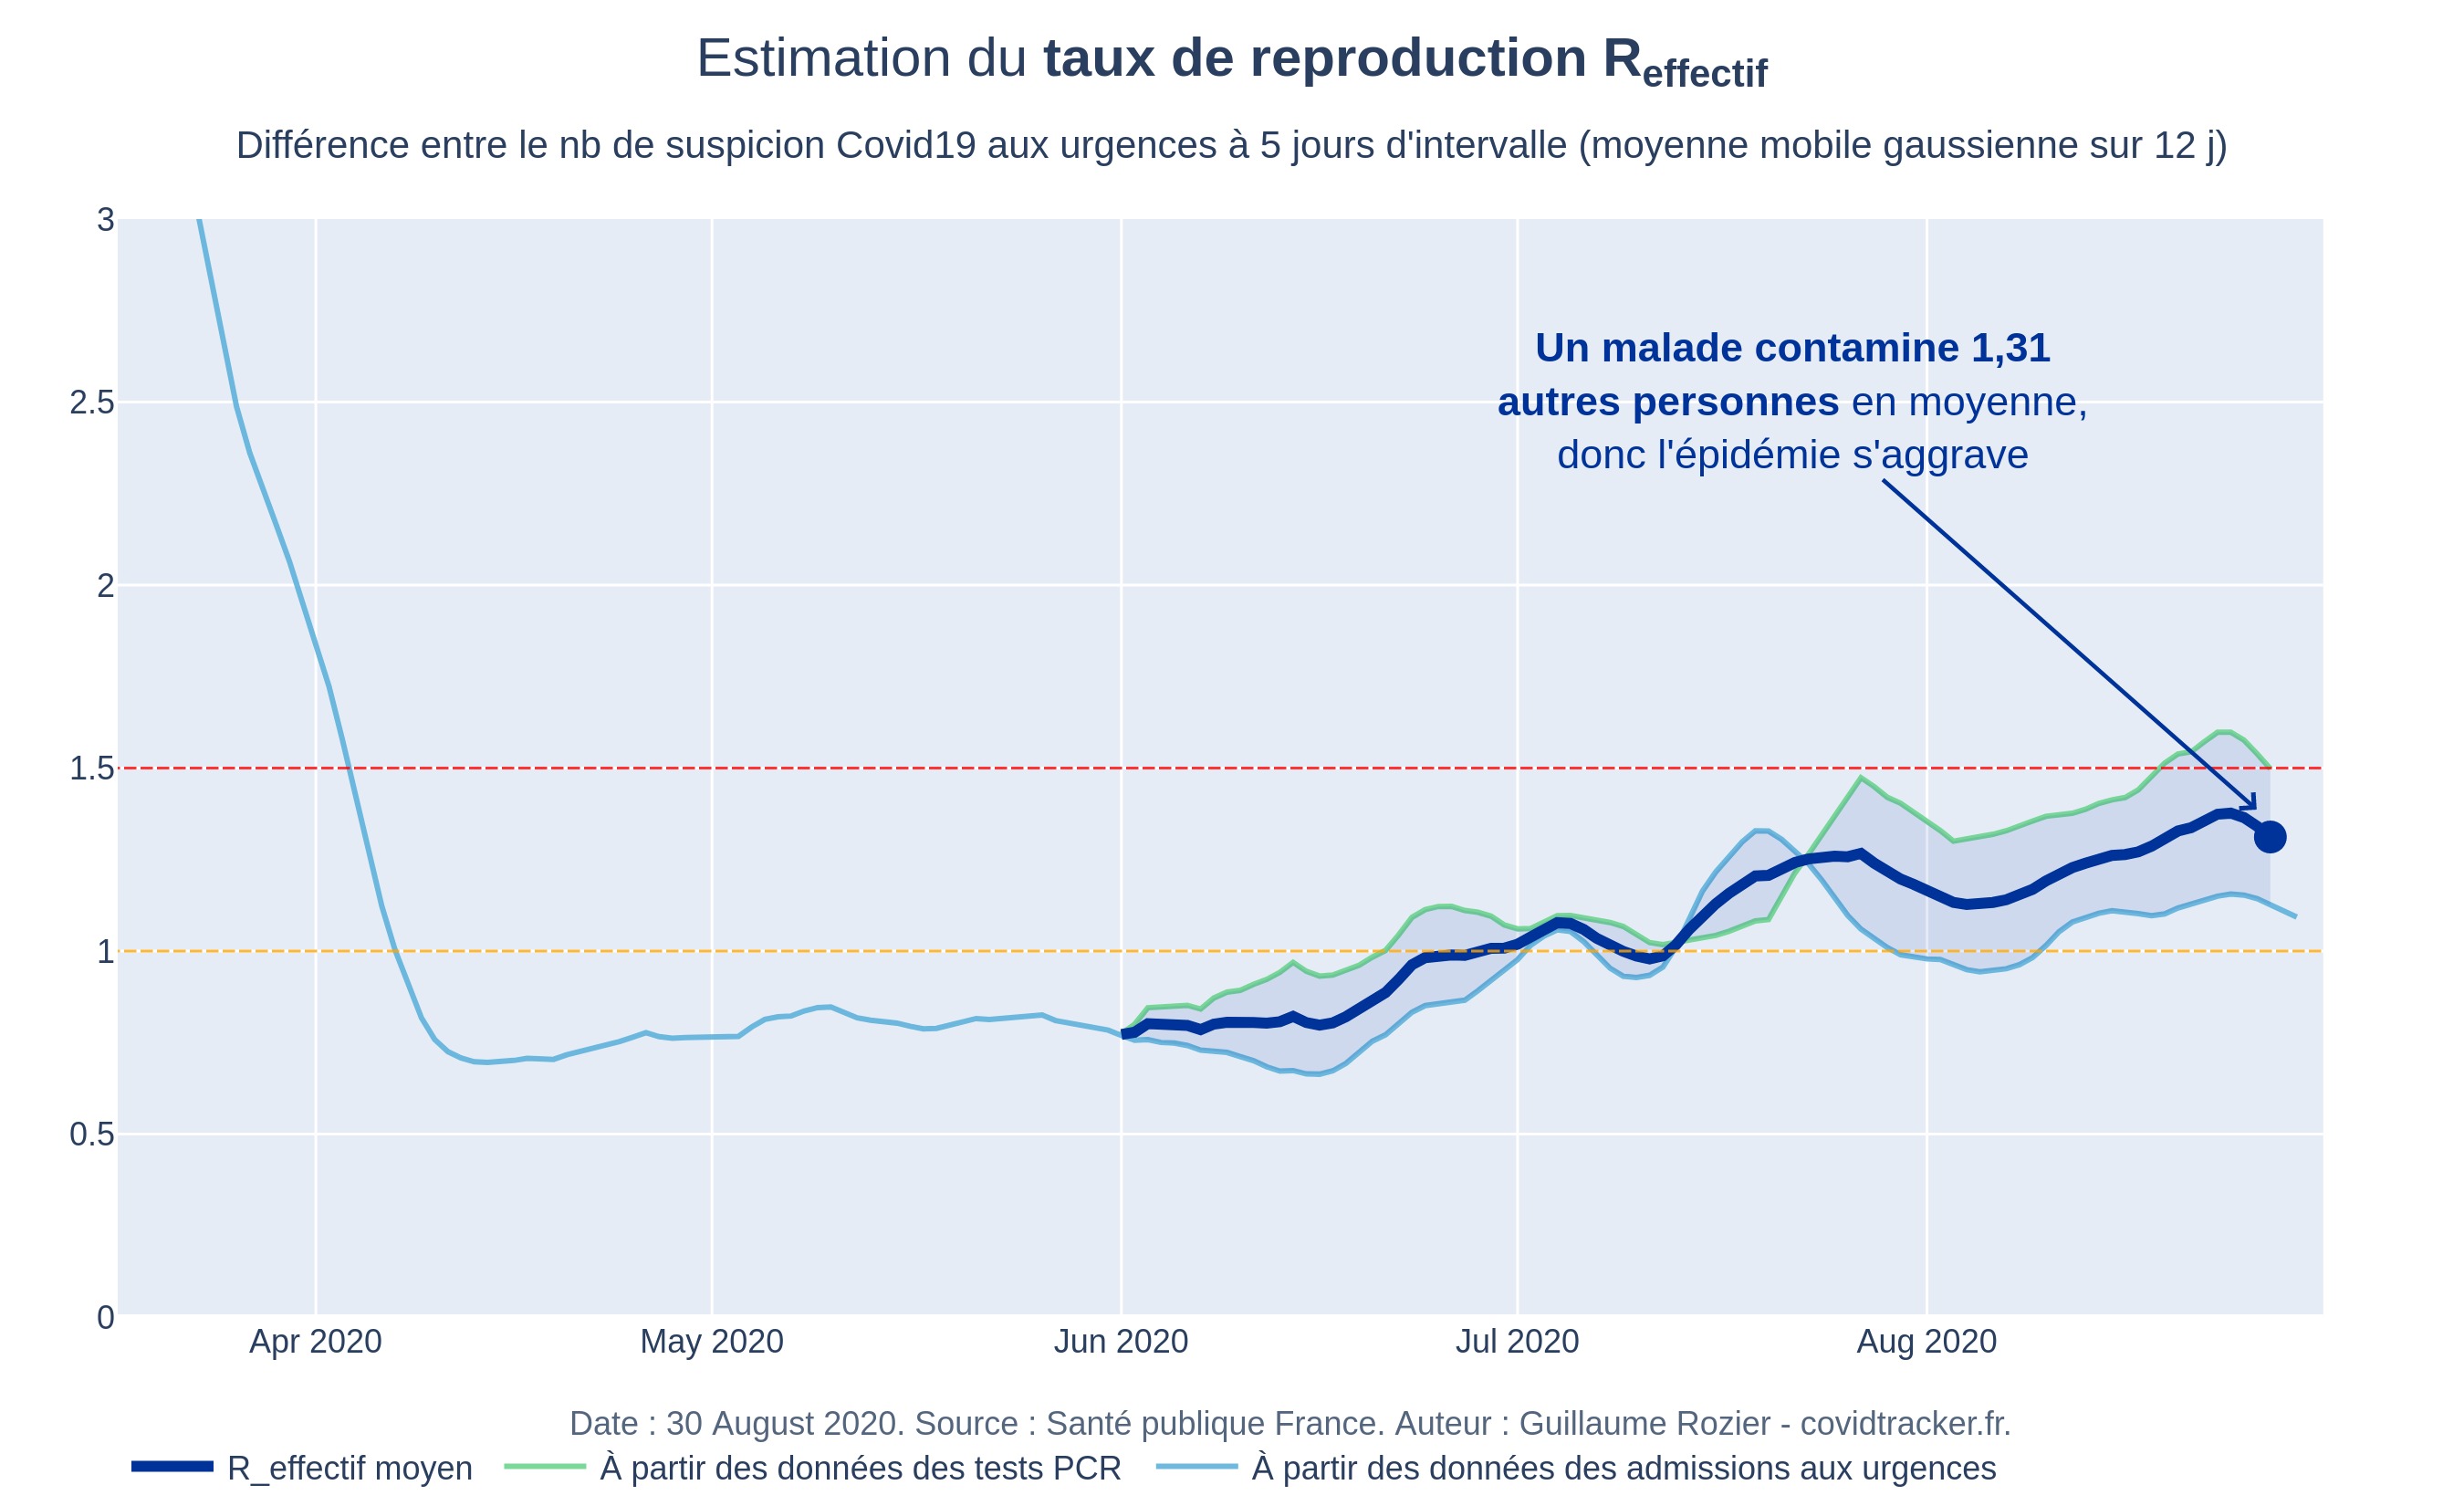 Estimation du taux de reproduction Reffectif
Différence entre le nb de suspicion Covid19 aux urgences à 5 jours d'intervalle (moyenne mobile gaussienne sur 12 j)
3
2.5
2
1.5
1
0.5
0
Un malade contamine 1,31
autres personnes en moyenne,
donc l'épidémie s'aggrave
Apr 2020 May 2020 Jun 2020 Jul 2020 Aug 2020
Date : 30 August 2020. Source : Santé publique France. Auteur : Guillaume Rozier - covidtracker.fr.
R_effectif moyen À partir des données des tests PCR À partir des données des admissions aux urgences